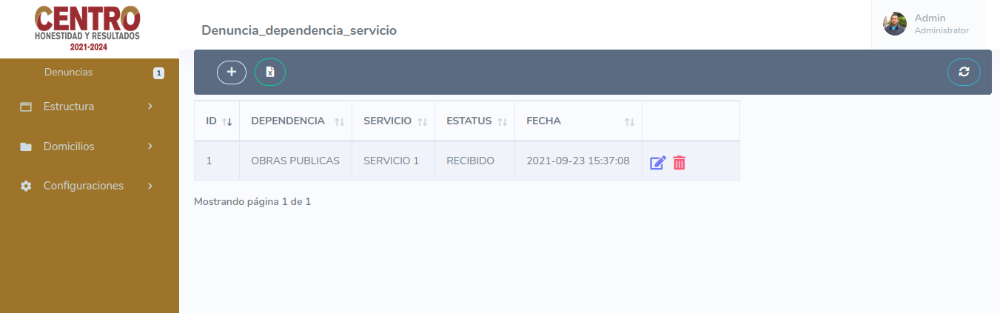 CENTRO
HONESTIDAD Y RESULTADOS
2021-2024
Denuncia_dependencia_servicio
Admin
Administrator
Denuncias 1
Estructura
Domicilios
Configuraciones
ID DEPENDENCIA SERVICIO ESTATUS FECHA
1 OBRAS PUBLICAS SERVICIO 1 RECIBIDO 2021-09-23 15:37:08
Mostrando página 1 de 1